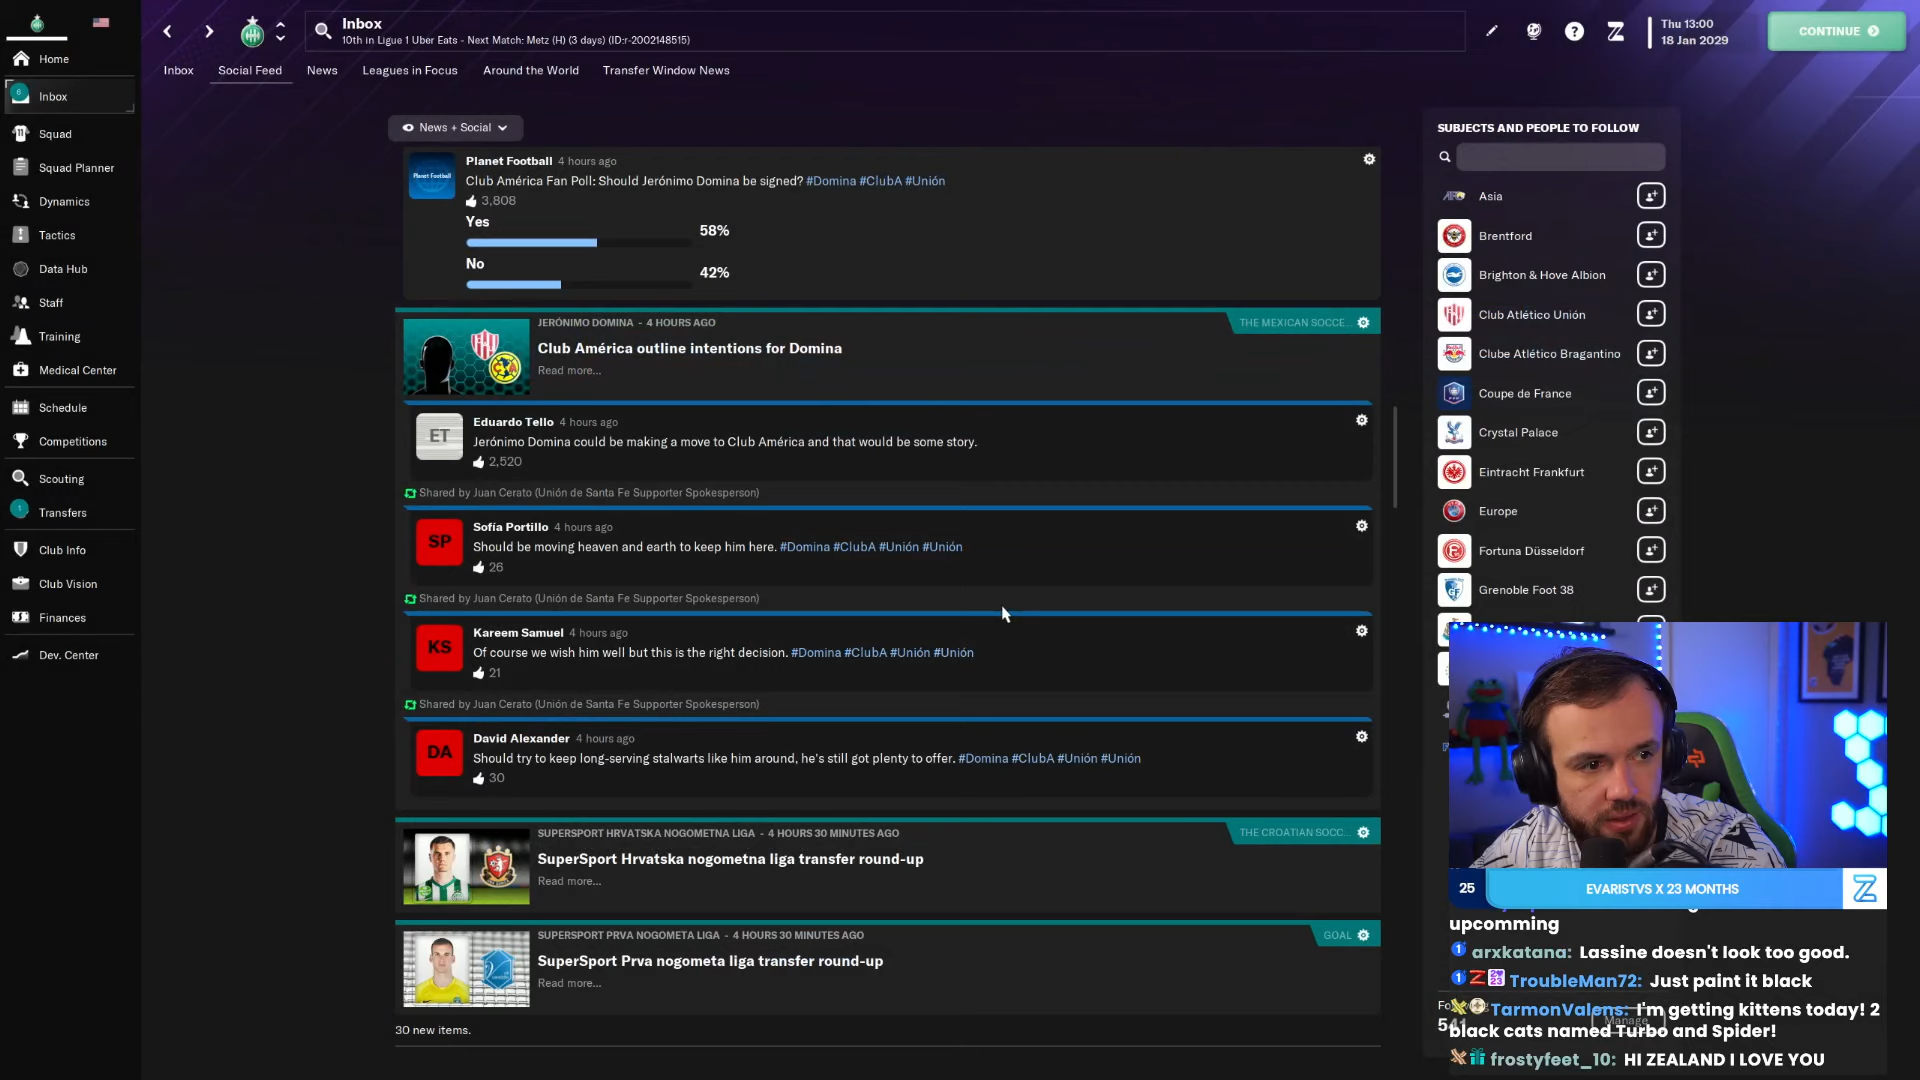 Inbox
10th in Ligue 1 Uber Eats - Next Match: Metz (H) (3 days) (ID:r-2002148515)
Thu 13:00
18 Jan 2029
CONTINUE
Home
6
Inbox
Squad
Squad Planner
Dynamics
Tactics
Data Hub
Staff
Training
Medical Center
Schedule
Competitions
Scouting
1
Transfers
Club Info
Club Vision
Finances
Dev. Center
Inbox
Social Feed
News
Leagues in Focus
Around the World
Transfer Window News
News + Social
Planet Football
Planet Football 4 hours ago
Club América Fan Poll: Should Jerónimo Domina be signed? #Domina #ClubA #Unión
3,808
Yes
58%
No
42%
JERÓNIMO DOMINA - 4 HOURS AGO
THE MEXICAN SOCCE...
Club América outline intentions for Domina
Read more...
ET
Eduardo Tello 4 hours ago
Jerónimo Domina could be making a move to Club América and that would be some story.
2,520
Shared by Juan Cerato (Unión de Santa Fe Supporter Spokesperson)
SP
Sofía Portillo 4 hours ago
Should be moving heaven and earth to keep him here. #Domina #ClubA #Unión #Unión
26
Shared by Juan Cerato (Unión de Santa Fe Supporter Spokesperson)
KS
Kareem Samuel 4 hours ago
Of course we wish him well but this is the right decision. #Domina #ClubA #Unión #Unión
21
Shared by Juan Cerato (Unión de Santa Fe Supporter Spokesperson)
DA
David Alexander 4 hours ago
Should try to keep long-serving stalwarts like him around, he's still got plenty to offer. #Domina #ClubA #Unión #Unión
30
SUPERSPORT HRVATSKA NOGOMETNA LIGA - 4 HOURS 30 MINUTES AGO
THE CROATIAN SOCC...
SuperSport Hrvatska nogometna liga transfer round-up
Read more...
SUPERSPORT PRVA NOGOMETA LIGA - 4 HOURS 30 MINUTES AGO
GOAL
SuperSport Prva nogometa liga transfer round-up
Read more...
30 new items.
SUBJECTS AND PEOPLE TO FOLLOW
Asia
Brentford
Brighton & Hove Albion
Club Atlético Unión
Clube Atlético Bragantino
Coupe de France
Crystal Palace
Eintracht Frankfurt
Europe
Fortuna Düsseldorf
Grenoble Foot 38
25
EVARISTVS X 23 MONTHS
upcomming
arxkatana: Lassine doesn't look too good.
TroubleMan72: Just paint it black
TarmonValens: I'm getting kittens today! 2
black cats named Turbo and Spider!
Manage
frostyfeet_10: HI ZEALAND I LOVE YOU